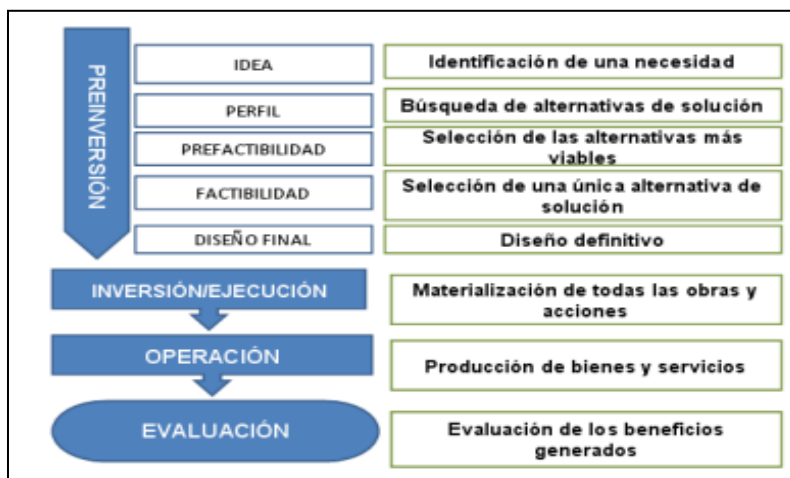 PREINVERSIÓN
IDEA
Identificación de una necesidad
PERFIL
Búsqueda de alternativas de solución
PREFACTIBILIDAD
Selección de las alternativas más
viables
FACTIBILIDAD
Selección de una única alternativa de
solución
DISEÑO FINAL
Diseño definitivo
INVERSIÓN/EJECUCIÓN
Materialización de todas las obras y
acciones
OPERACIÓN
Producción de bienes y servicios
EVALUACIÓN
Evaluación de los beneficios
generados